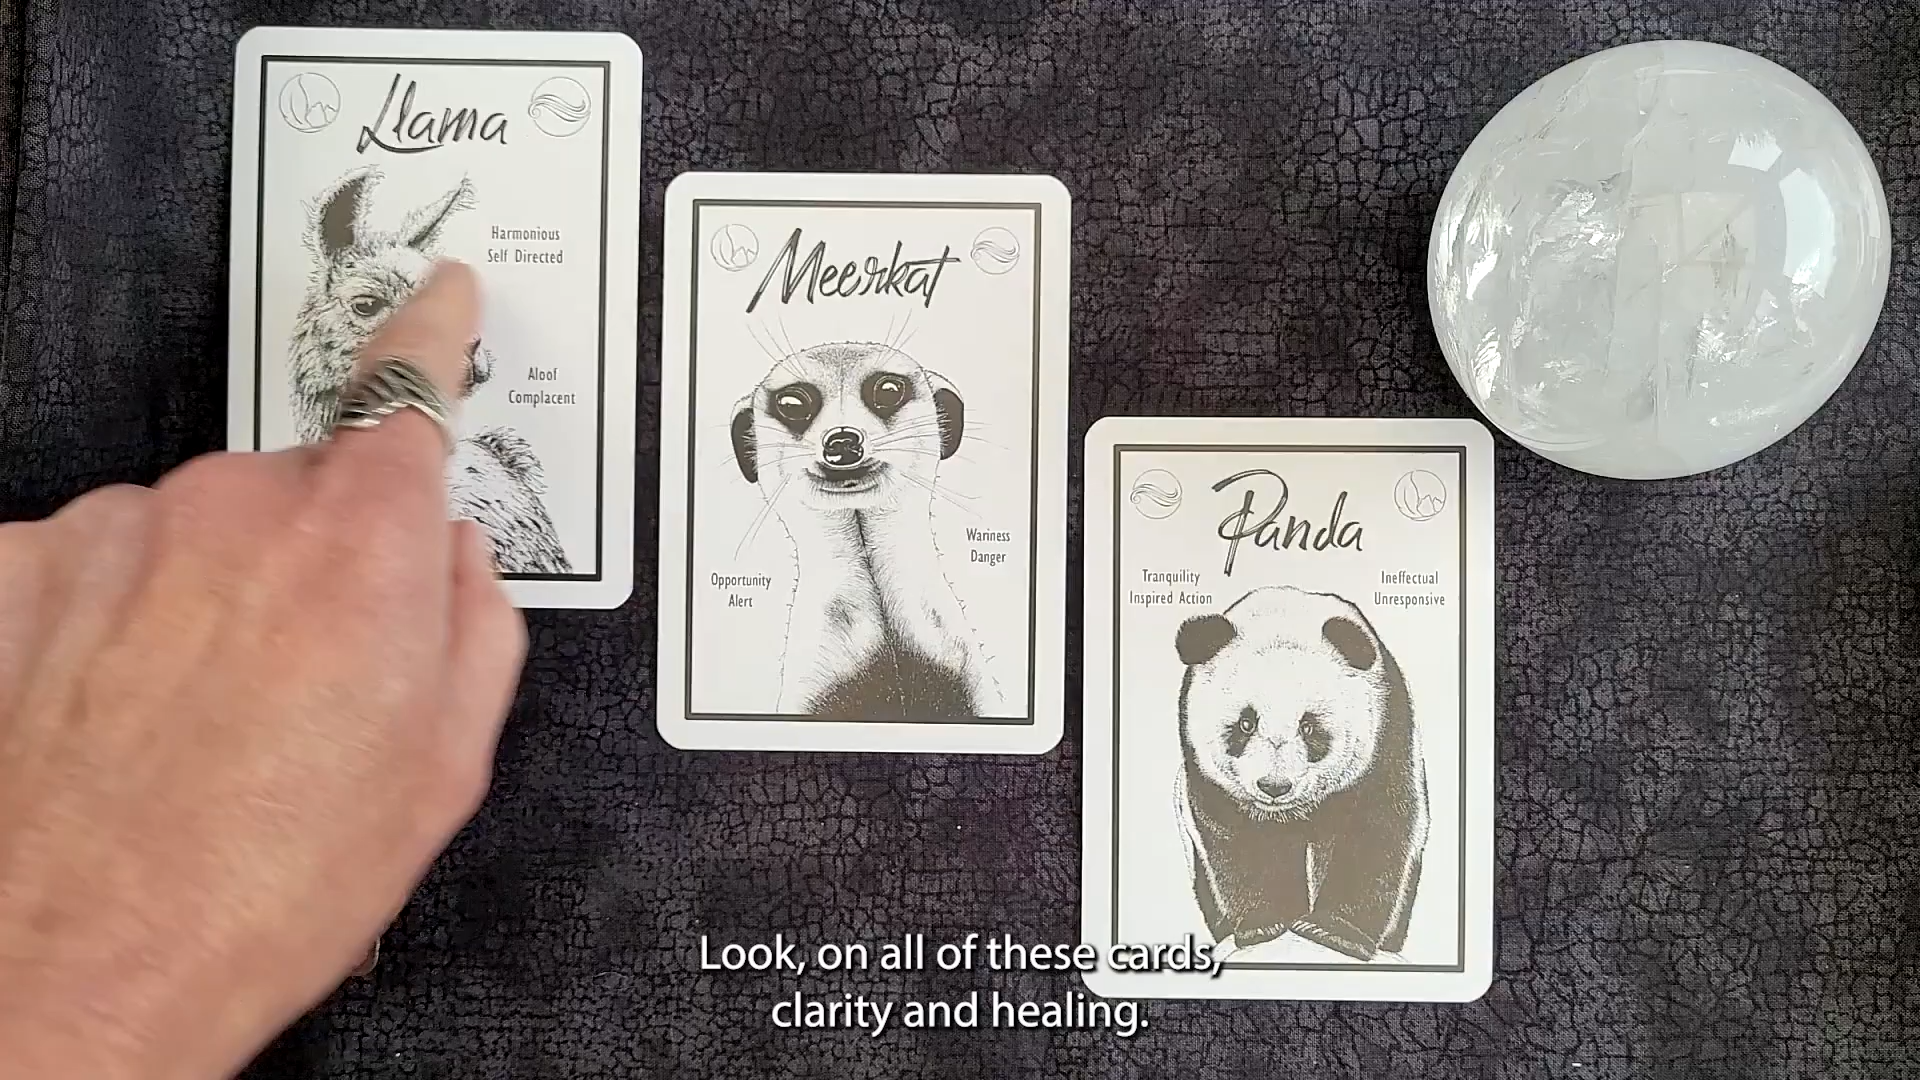 Llama
Harmonious
Self Directed
Aloof
Complacent
Meerkat
Opportunity
Alert
Wariness
Danger
Panda
Tranquility
Inspired Action
Ineffectual
Unresponsive
Look, on all of these cards,
clarity and healing.